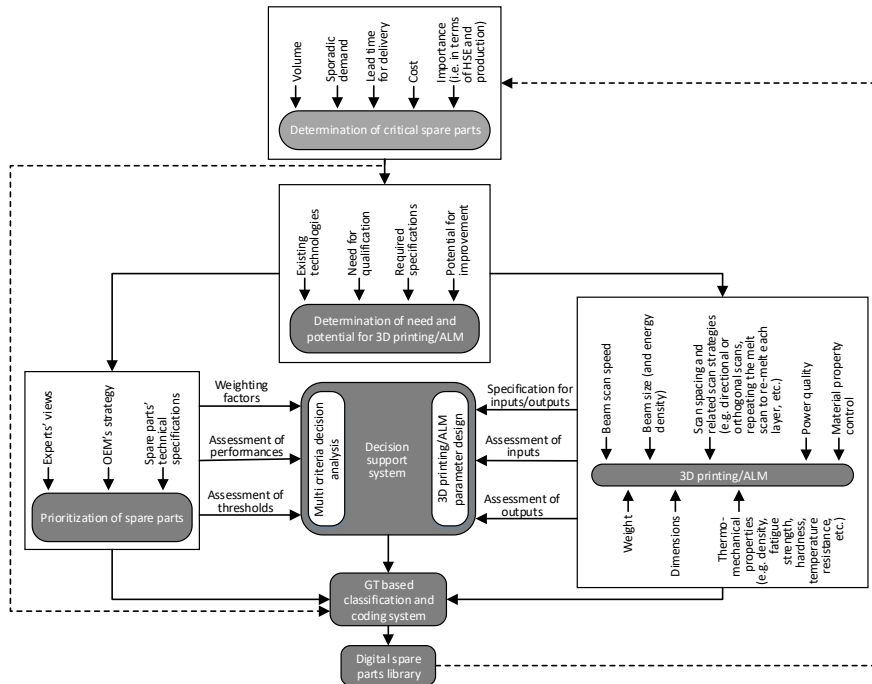 Volume
Sporadic
demand
Lead time
for delivery
Cost
Importance
(i.e. in terms
of HSE and
production)
Determination of critical spare parts
Existing
technologies
Need for
qualification
Required
specifications
Potential for
improvement
Determination of need and
potential for 3D printing/ALM
Experts' views
OEM's strategy
Spare parts'
technical
specifications
Prioritization of spare parts
Weighting
factors
Assessment of
performances
Assessment of
thresholds
Multi criteria decision
analysis
Decision
support
system
3D printing/ALM
parameter design
Specification for
inputs/outputs
Assessment of
inputs
Assessment of
outputs
Beam scan speed
Beam size (and energy
density)
Scan spacing and
related scan strategies
(e.g. directional or
orthogonal scans,
repeating the melt
scan to re-melt each
layer, etc.)
Power quality
Material property
control
3D printing/ALM
Weight
Dimensions
Thermo-
mechanical
properties
(e.g. density,
fatigue
strength,
hardness,
temperature
resistance,
etc.)
GT based
classification and
coding system
Digital spare
parts library